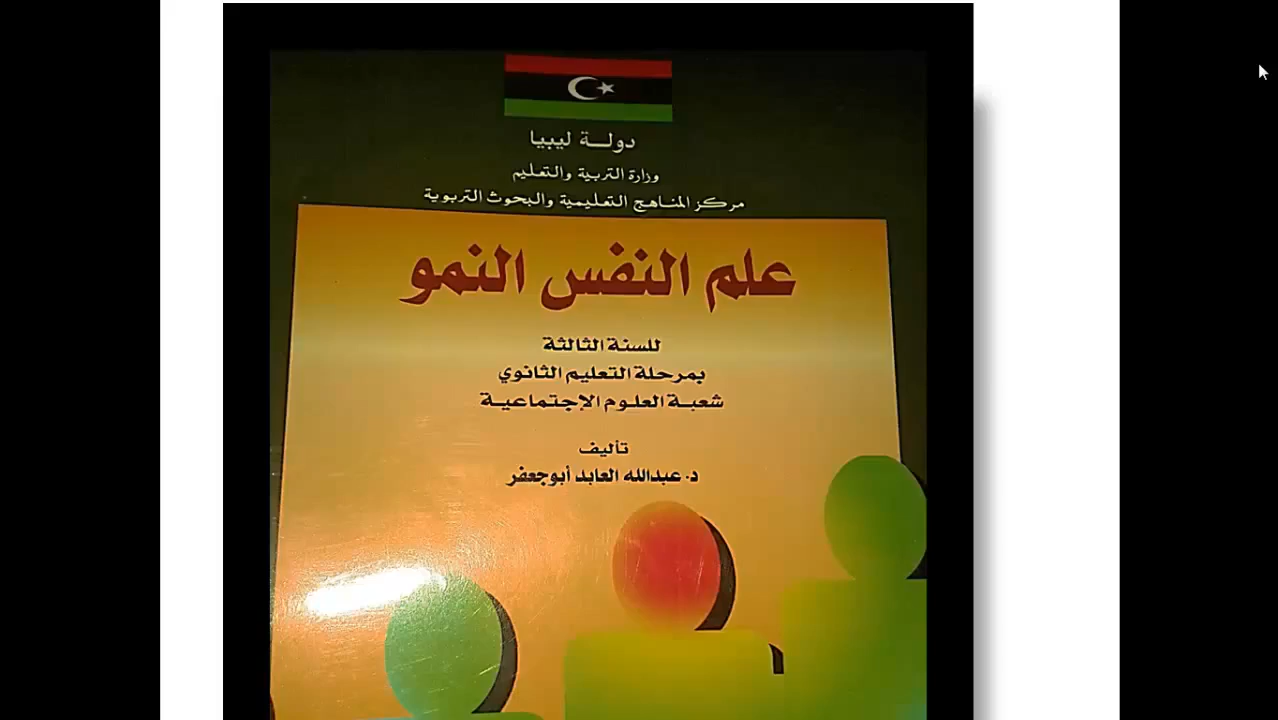 دولة ليبيا
وزارة التربية والتعليم
مركز المناهج التعليمية والبحوث التربوية
علم النفس النمو
للسنة الثالثة
بمرحلة التعليم الثانوي
شعبة العلوم الإجتماعية
تأليف
د. عبدالله العابد أبوجعفر